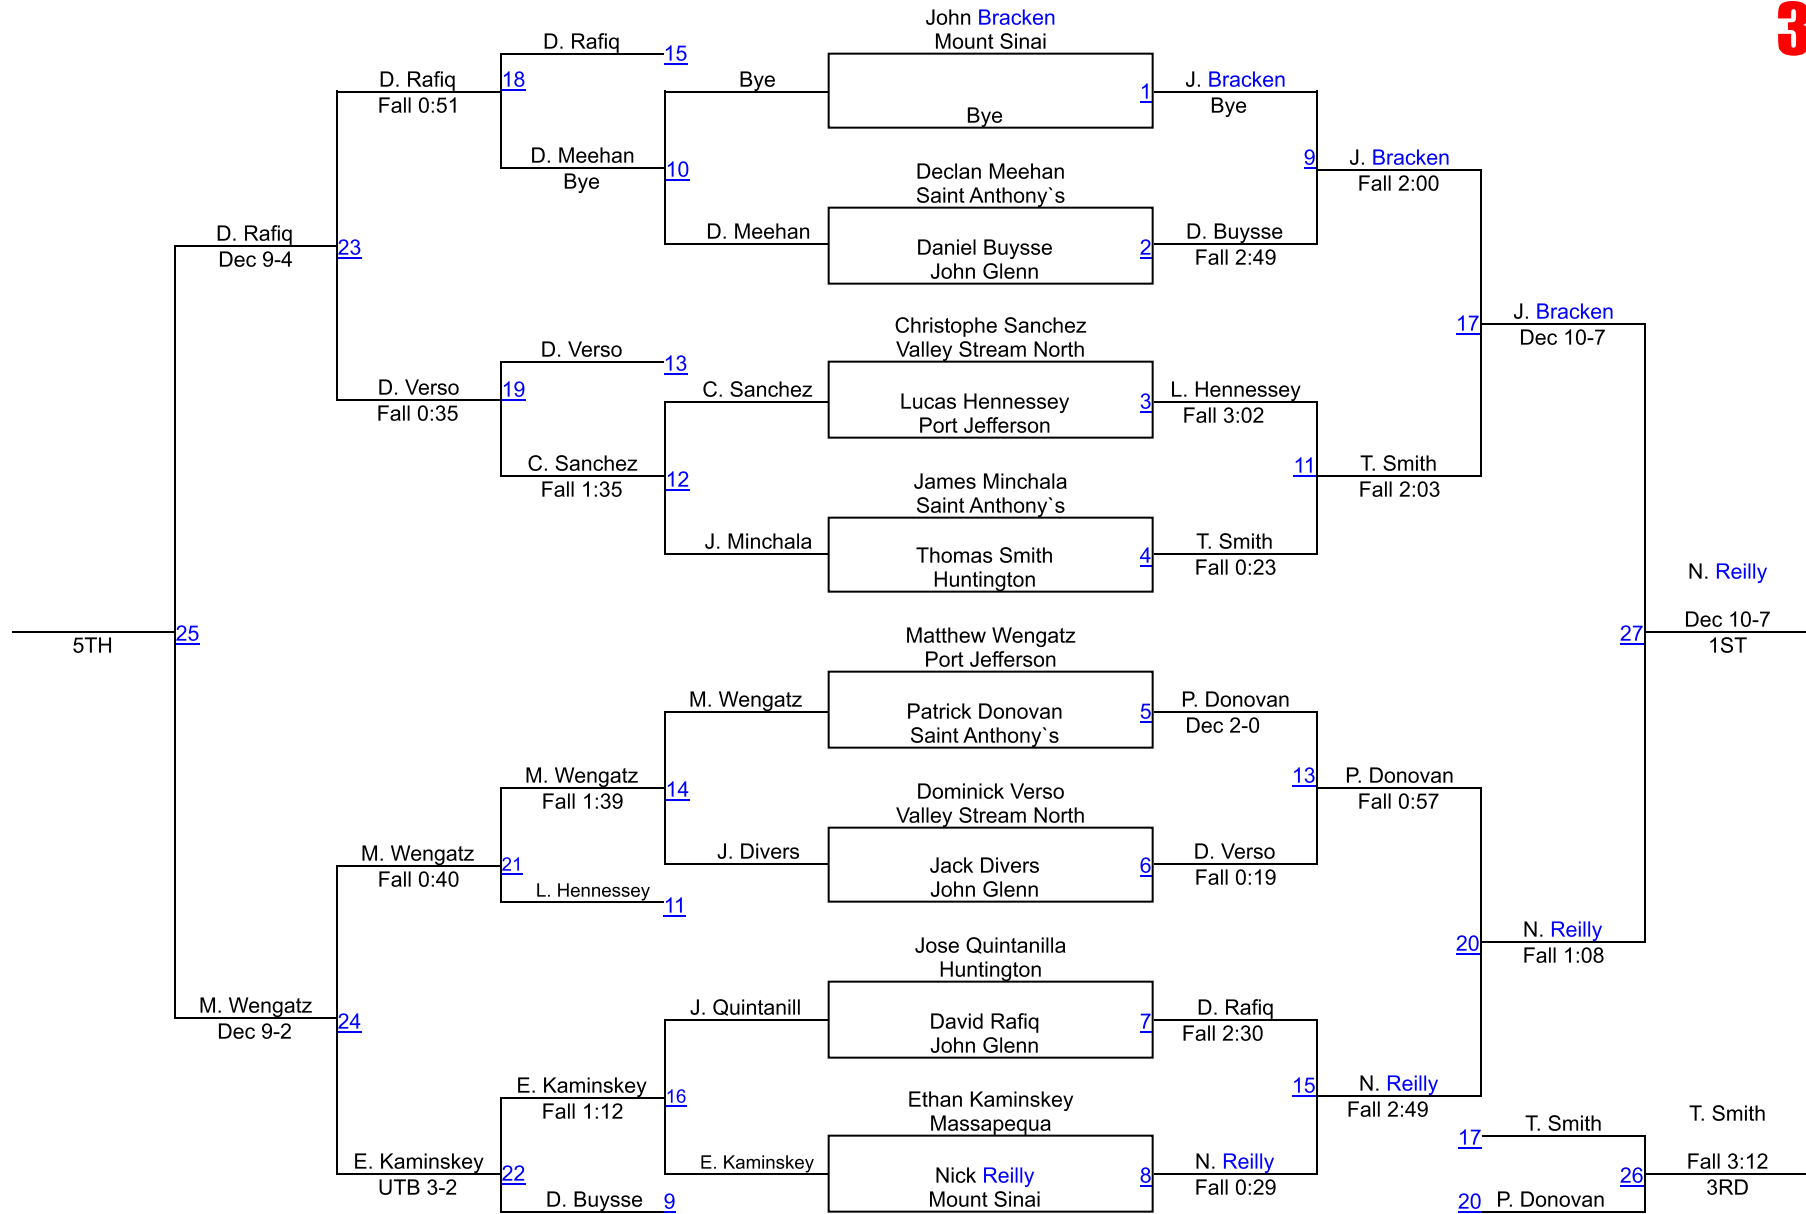 3
John Bracken
Mount Sinai
D. Rafiq
15
D. Rafiq
18
Fall 0:51
Bye
Bye
1
J. Bracken
Bye
D. Meehan
Bye
10
Declan Meehan
Saint Anthony`s
9
J. Bracken
Fall 2:00
D. Rafiq
Dec 9-4
23
D. Meehan
Daniel Buysse
John Glenn
2
D. Buysse
Fall 2:49
Christophe Sanchez
Valley Stream North
17
J. Bracken
Dec 10-7
D. Verso
13
D. Verso
Fall 0:35
19
C. Sanchez
Lucas Hennessey
Port Jefferson
3
L. Hennessey
Fall 3:02
C. Sanchez
Fall 1:35
12
James Minchala
Saint Anthony`s
11
T. Smith
Fall 2:03
J. Minchala
Thomas Smith
Huntington
4
T. Smith
Fall 0:23
N. Reilly
5TH
25
Matthew Wengatz
Port Jefferson
27
Dec 10-7
1ST
M. Wengatz
Patrick Donovan
Saint Anthony`s
5
P. Donovan
Dec 2-0
M. Wengatz
Fall 1:39
14
Dominick Verso
Valley Stream North
13
P. Donovan
Fall 0:57
M. Wengatz
Fall 0:40
21
J. Divers
Jack Divers
John Glenn
6
D. Verso
Fall 0:19
L. Hennessey
11
Jose Quintanilla
Huntington
20
N. Reilly
Fall 1:08
M. Wengatz
Dec 9-2
24
J. Quintanill
David Rafiq
John Glenn
7
D. Rafiq
Fall 2:30
E. Kaminskey
Fall 1:12
16
Ethan Kaminskey
Massapequa
15
N. Reilly
Fall 2:49
17
T. Smith
T. Smith
E. Kaminskey
UTB 3-2
22
E. Kaminskey
Nick Reilly
Mount Sinai
8
N. Reilly
Fall 0:29
26
Fall 3:12
3RD
D. Buysse
9
20
P. Donovan